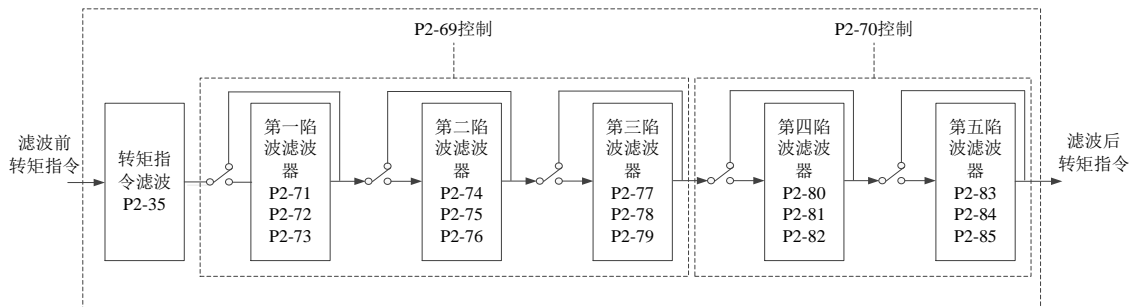 P2-69控制
P2-70控制
滤波前
转矩指令
转矩指
令滤波
P2-35
第一陷
波滤波
器
P2-71
P2-72
P2-73
第二陷
波滤波
器
P2-74
P2-75
P2-76
第三陷
波滤波
器
P2-77
P2-78
P2-79
第四陷
波滤波
器
P2-80
P2-81
P2-82
第五陷
波滤波
器
P2-83
P2-84
P2-85
滤波后
转矩指令